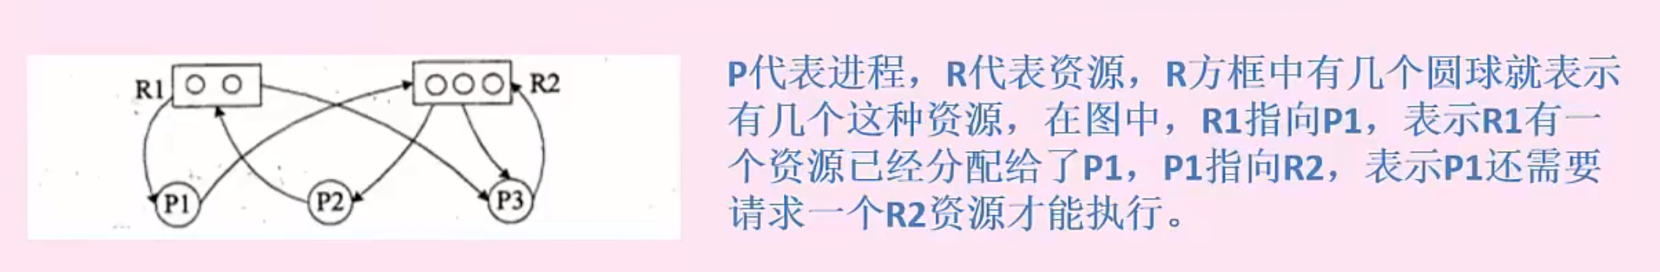 R1
R2
P1
P2
P3
P代表进程，R代表资源，R方框中有几个圆球就表示
有几个这种资源，在图中，R1指向P1，表示R1有一
个资源已经分配给了P1，P1指向R2，表示P1还需要
请求一个R2资源才能执行。